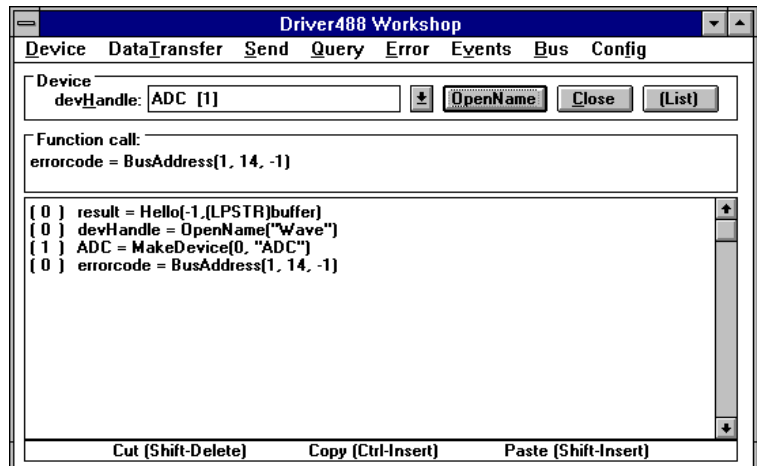 Driver488 Workshop
Device DataTransfer Send Query Error Events Bus Config
Device
devHandle: ADC [1] OpenName Close (List)
Function call:
errorcode = BusAddress(1, 14, -1)
( 0 ) result = Hello(-1,(LPSTR)buffer)
( 0 ) devHandle = OpenName("Wave")
( 1 ) ADC = MakeDevice(0, "ADC")
( 0 ) errorcode = BusAddress(1, 14, -1)
Cut (Shift-Delete) Copy (Ctrl-Insert) Paste (Shift-Insert)